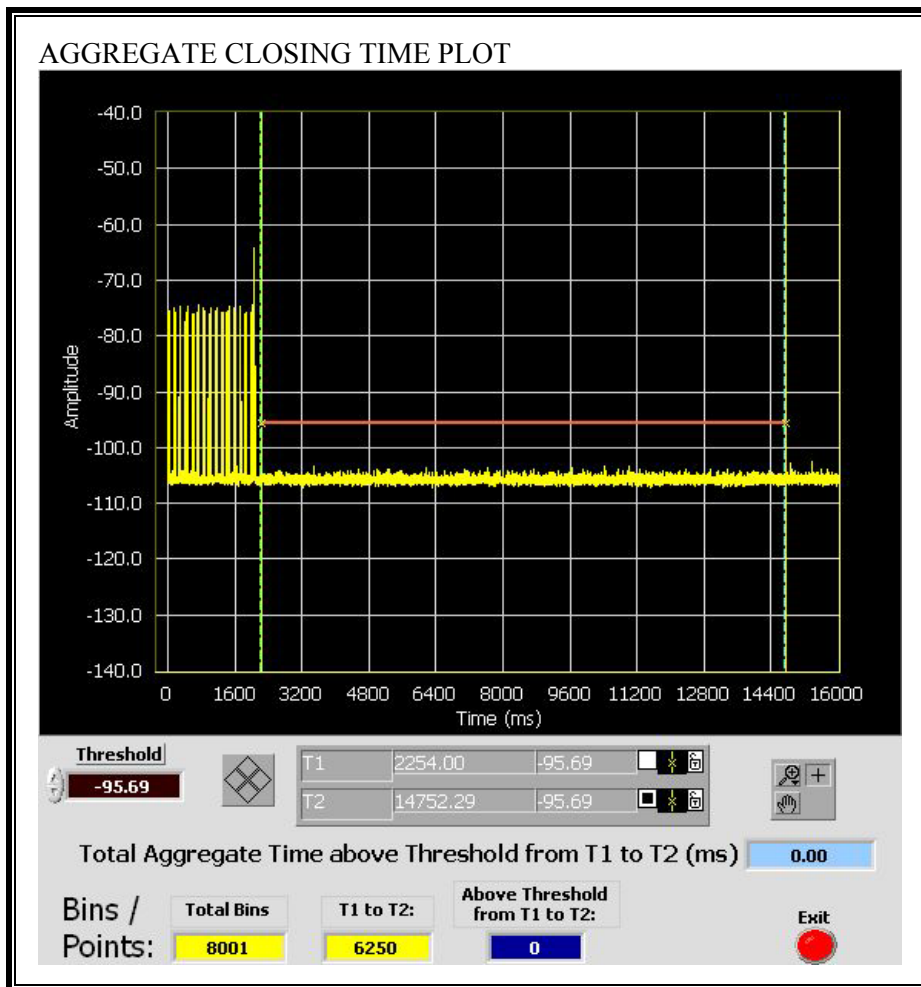 AGGREGATE CLOSING TIME PLOT
-40.0
-50.0
-60.0
-70.0
-80.0
-90.0
-100.0
-110.0
-120.0
-130.0
-140.0
Amplitude
0 1600 3200 4800 6400 8000 9600 11200 12800 14400 16000
Time (ms)
Threshold
-95.69
T1 2254.00 -95.69
T2 14752.29 -95.69
Total Aggregate Time above Threshold from T1 to T2 (ms) 0.00
Bins /
Points:
Total Bins
8001
T1 to T2:
6250
Above Threshold
from T1 to T2:
0
Exit